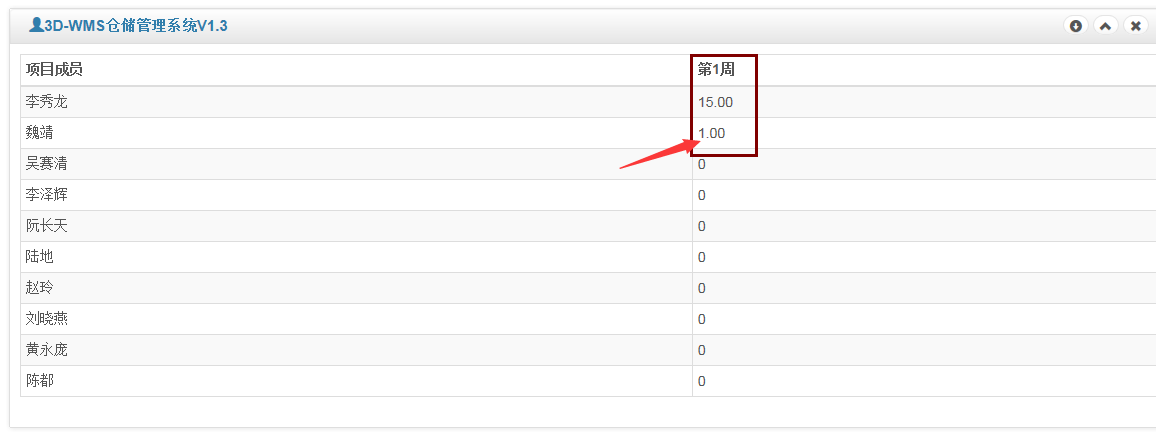 3D-WMS仓储管理系统V1.3
项目成员 第1周
李秀龙 15.00
魏靖 1.00
吴赛清 0
李泽辉 0
阮长天 0
陆地 0
赵玲 0
刘晓燕 0
黄永庞 0
陈都 0